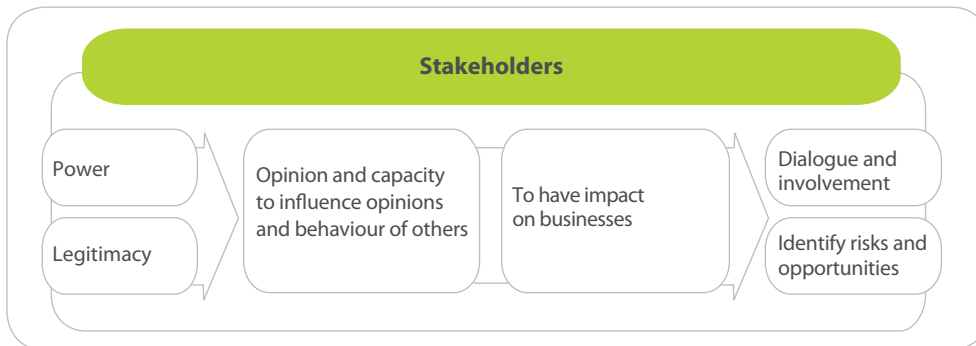 Stakeholders
Power
Legitimacy
Opinion and capacity
to influence opinions
and behaviour of others
To have impact
on businesses
Dialogue and
involvement
Identify risks and
opportunities